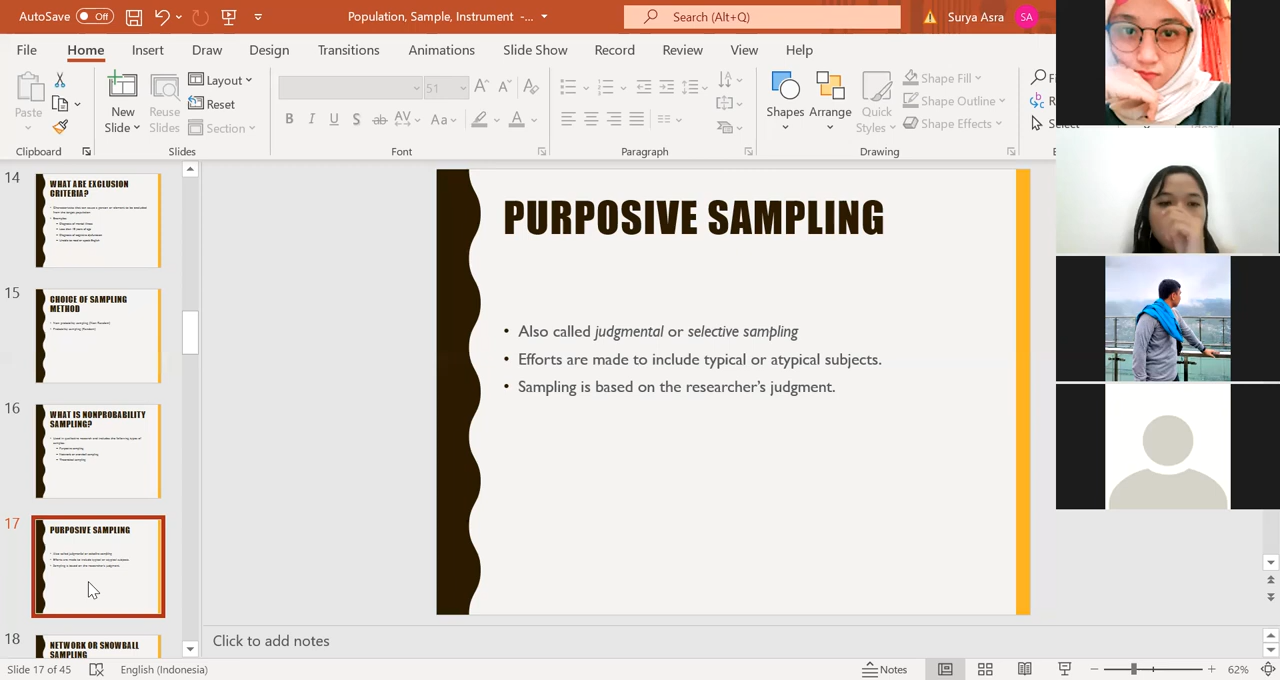 AutoSave
Off
Population, Sample, Instrument -...
Search (Alt+Q)
Surya Asra
SA
File
Home
Insert
Draw
Design
Transitions
Animations
Slide Show
Record
Review
View
Help
Paste
Clipboard
New
Slide
Reuse
Slides
Layout
Reset
Section
Slides
51
B I U S ab AV Aa A
Font
Paragraph
Shapes
Arrange
Quick
Styles
Shape Fill
Shape Outline
Shape Effects
Drawing
14
WHAT ARE EXCLUSION
CRITERIA?
15
CHOICE OF SAMPLING
METHOD
16
WHAT IS NONPROBABILITY
SAMPLING?
17
PURPOSIVE SAMPLING
18
NETWORK OR SNOWBALL
SAMPLING
PURPOSIVE SAMPLING
• Also called judgmental or selective sampling
• Efforts are made to include typical or atypical subjects.
• Sampling is based on the researcher's judgment.
Click to add notes
Slide 17 of 45
English (Indonesia)
Notes
62%